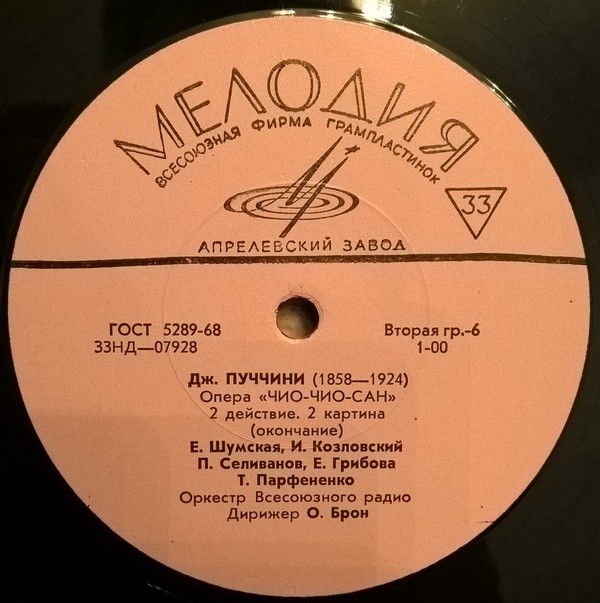 МЕЛОДИЯ
ВСЕСОЮЗНАЯ ФИРМА ГРАМПЛАСТИНОК
33
АПРЕЛЕВСКИЙ ЗАВОД
ГОСТ 5289-68
Вторая гр.-6
33НД—07928
1-00
Дж. ПУЧЧИНИ (1858—1924)
Опера «ЧИО-ЧИО-САН»
2 действие. 2 картина
(окончание)
Е. Шумская, И. Козловский
П. Селиванов, Е. Грибова
Т. Парфененко
Оркестр Всесоюзного радио
Дирижер О. Брон